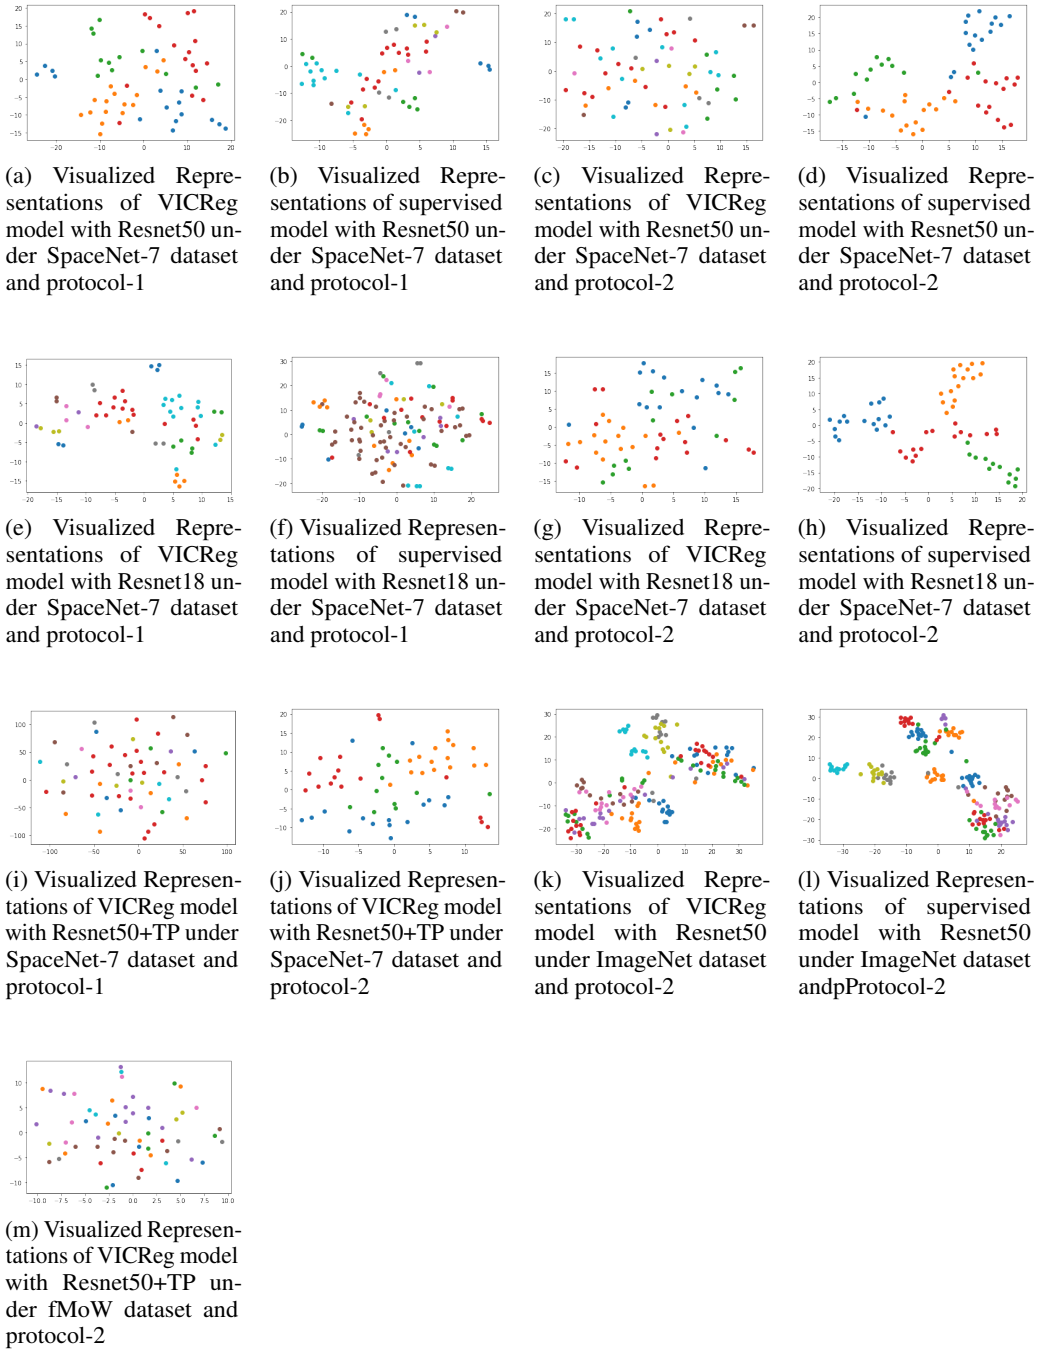 (a) Visualized Repre-
sentations of VICReg
model with Resnet50 un-
der SpaceNet-7 dataset
and protocol-1
(b) Visualized Repre-
sentations of supervised
model with Resnet50 un-
der SpaceNet-7 dataset
and protocol-1
(c) Visualized Repre-
sentations of VICReg
model with Resnet50 un-
der SpaceNet-7 dataset
and protocol-2
(d) Visualized Repre-
sentations of supervised
model with Resnet50 un-
der SpaceNet-7 dataset
and protocol-2
(e) Visualized Repre-
sentations of VICReg
model with Resnet18 un-
der SpaceNet-7 dataset
and protocol-1
(f) Visualized Represen-
tations of supervised
model with Resnet18 un-
der SpaceNet-7 dataset
and protocol-1
(g) Visualized Repre-
sentations of VICReg
model with Resnet18 un-
der SpaceNet-7 dataset
and protocol-2
(h) Visualized Repre-
sentations of supervised
model with Resnet18 un-
der SpaceNet-7 dataset
and protocol-2
(i) Visualized Represen-
tations of VICReg model
with Resnet50+TP under
SpaceNet-7 dataset and
protocol-1
(j) Visualized Represen-
tations of VICReg model
with Resnet50+TP under
SpaceNet-7 dataset and
protocol-2
(k) Visualized Repre-
sentations of VICReg
model with Resnet50
under ImageNet dataset
and protocol-2
(l) Visualized Represen-
tations of supervised
model with Resnet50
under ImageNet dataset
andpProtocol-2
(m) Visualized Represen-
tations of VICReg model
with Resnet50+TP un-
der fMoW dataset and
protocol-2